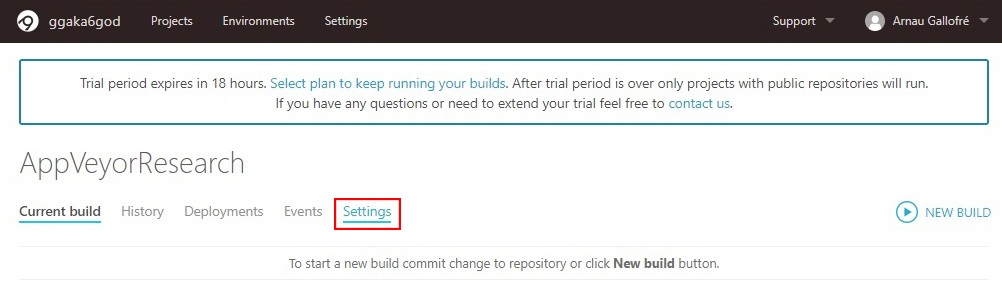 ggaka6god Projects Environments Settings Support Arnau Gallofré
Trial period expires in 18 hours. Select plan to keep running your builds. After trial period is over only projects with public repositories will run.
If you have any questions or need to extend your trial feel free to contact us.
AppVeyorResearch
Current build History Deployments Events Settings NEW BUILD
To start a new build commit change to repository or click New build button.